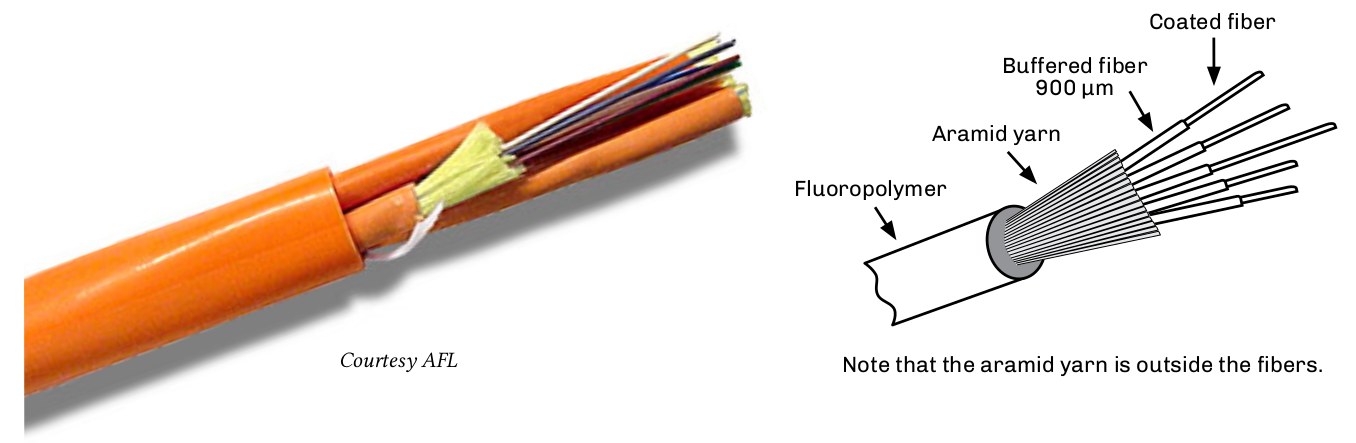 Coated fiber
Buffered fiber
900 µm
Aramid yarn
Fluoropolymer
Courtesy AFL
Note that the aramid yarn is outside the fibers.